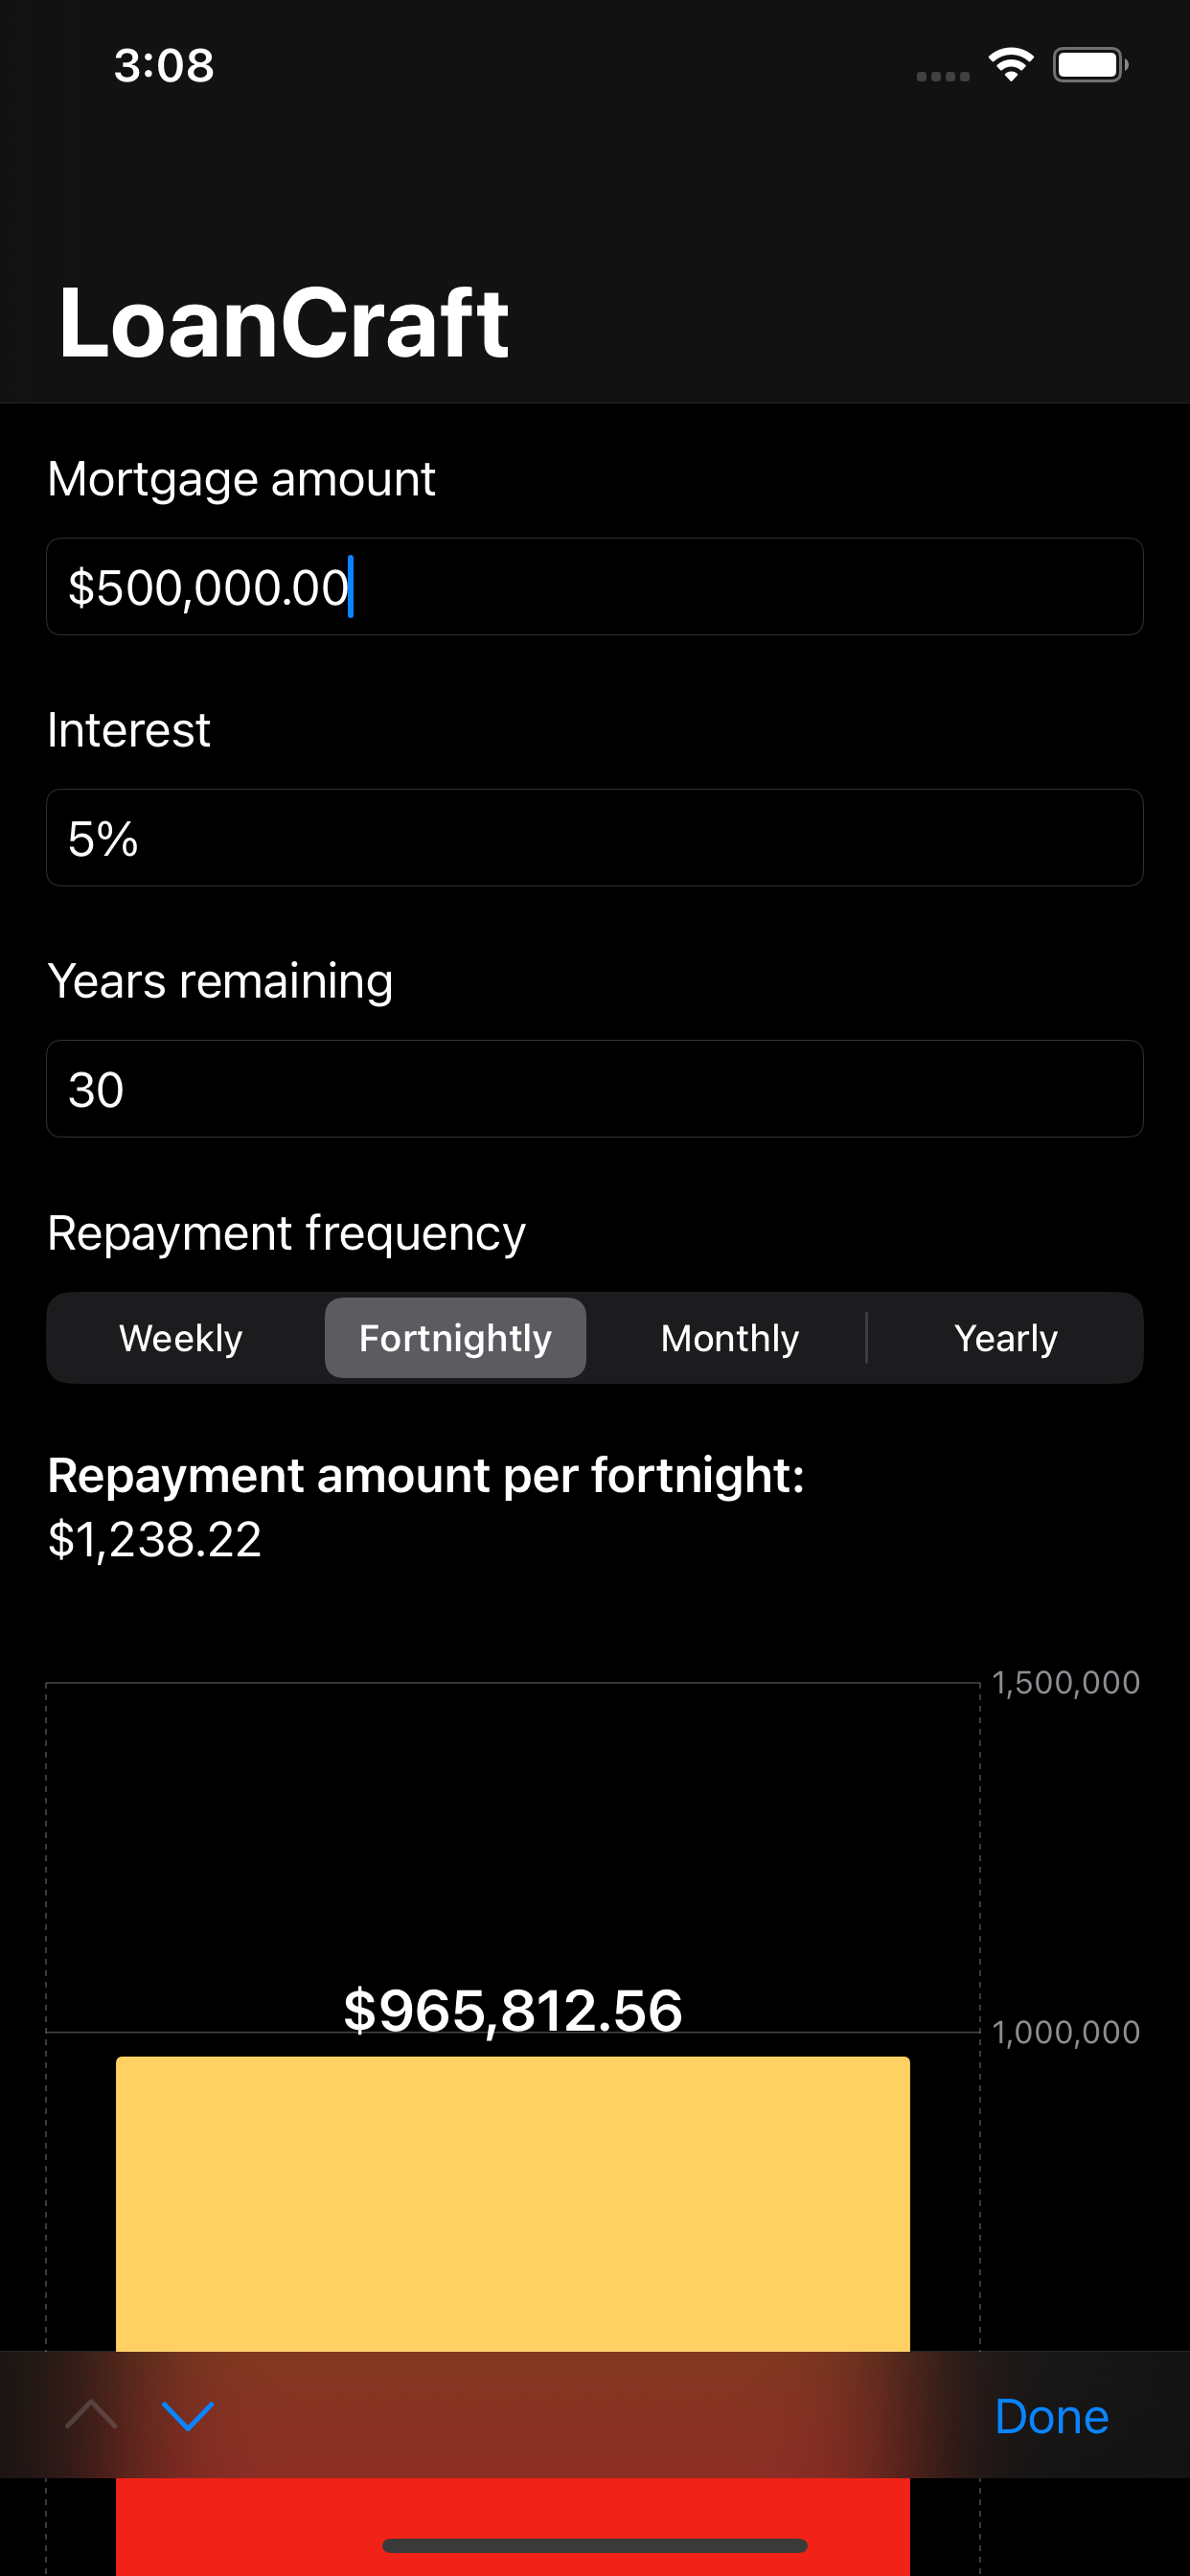 3:08
LoanCraft
Mortgage amount
$500,000.00
Interest
5%
Years remaining
30
Repayment frequency
Weekly Fortnightly Monthly Yearly
Repayment amount per fortnight:
$1,238.22
1,500,000
$965,812.56
1,000,000
Done